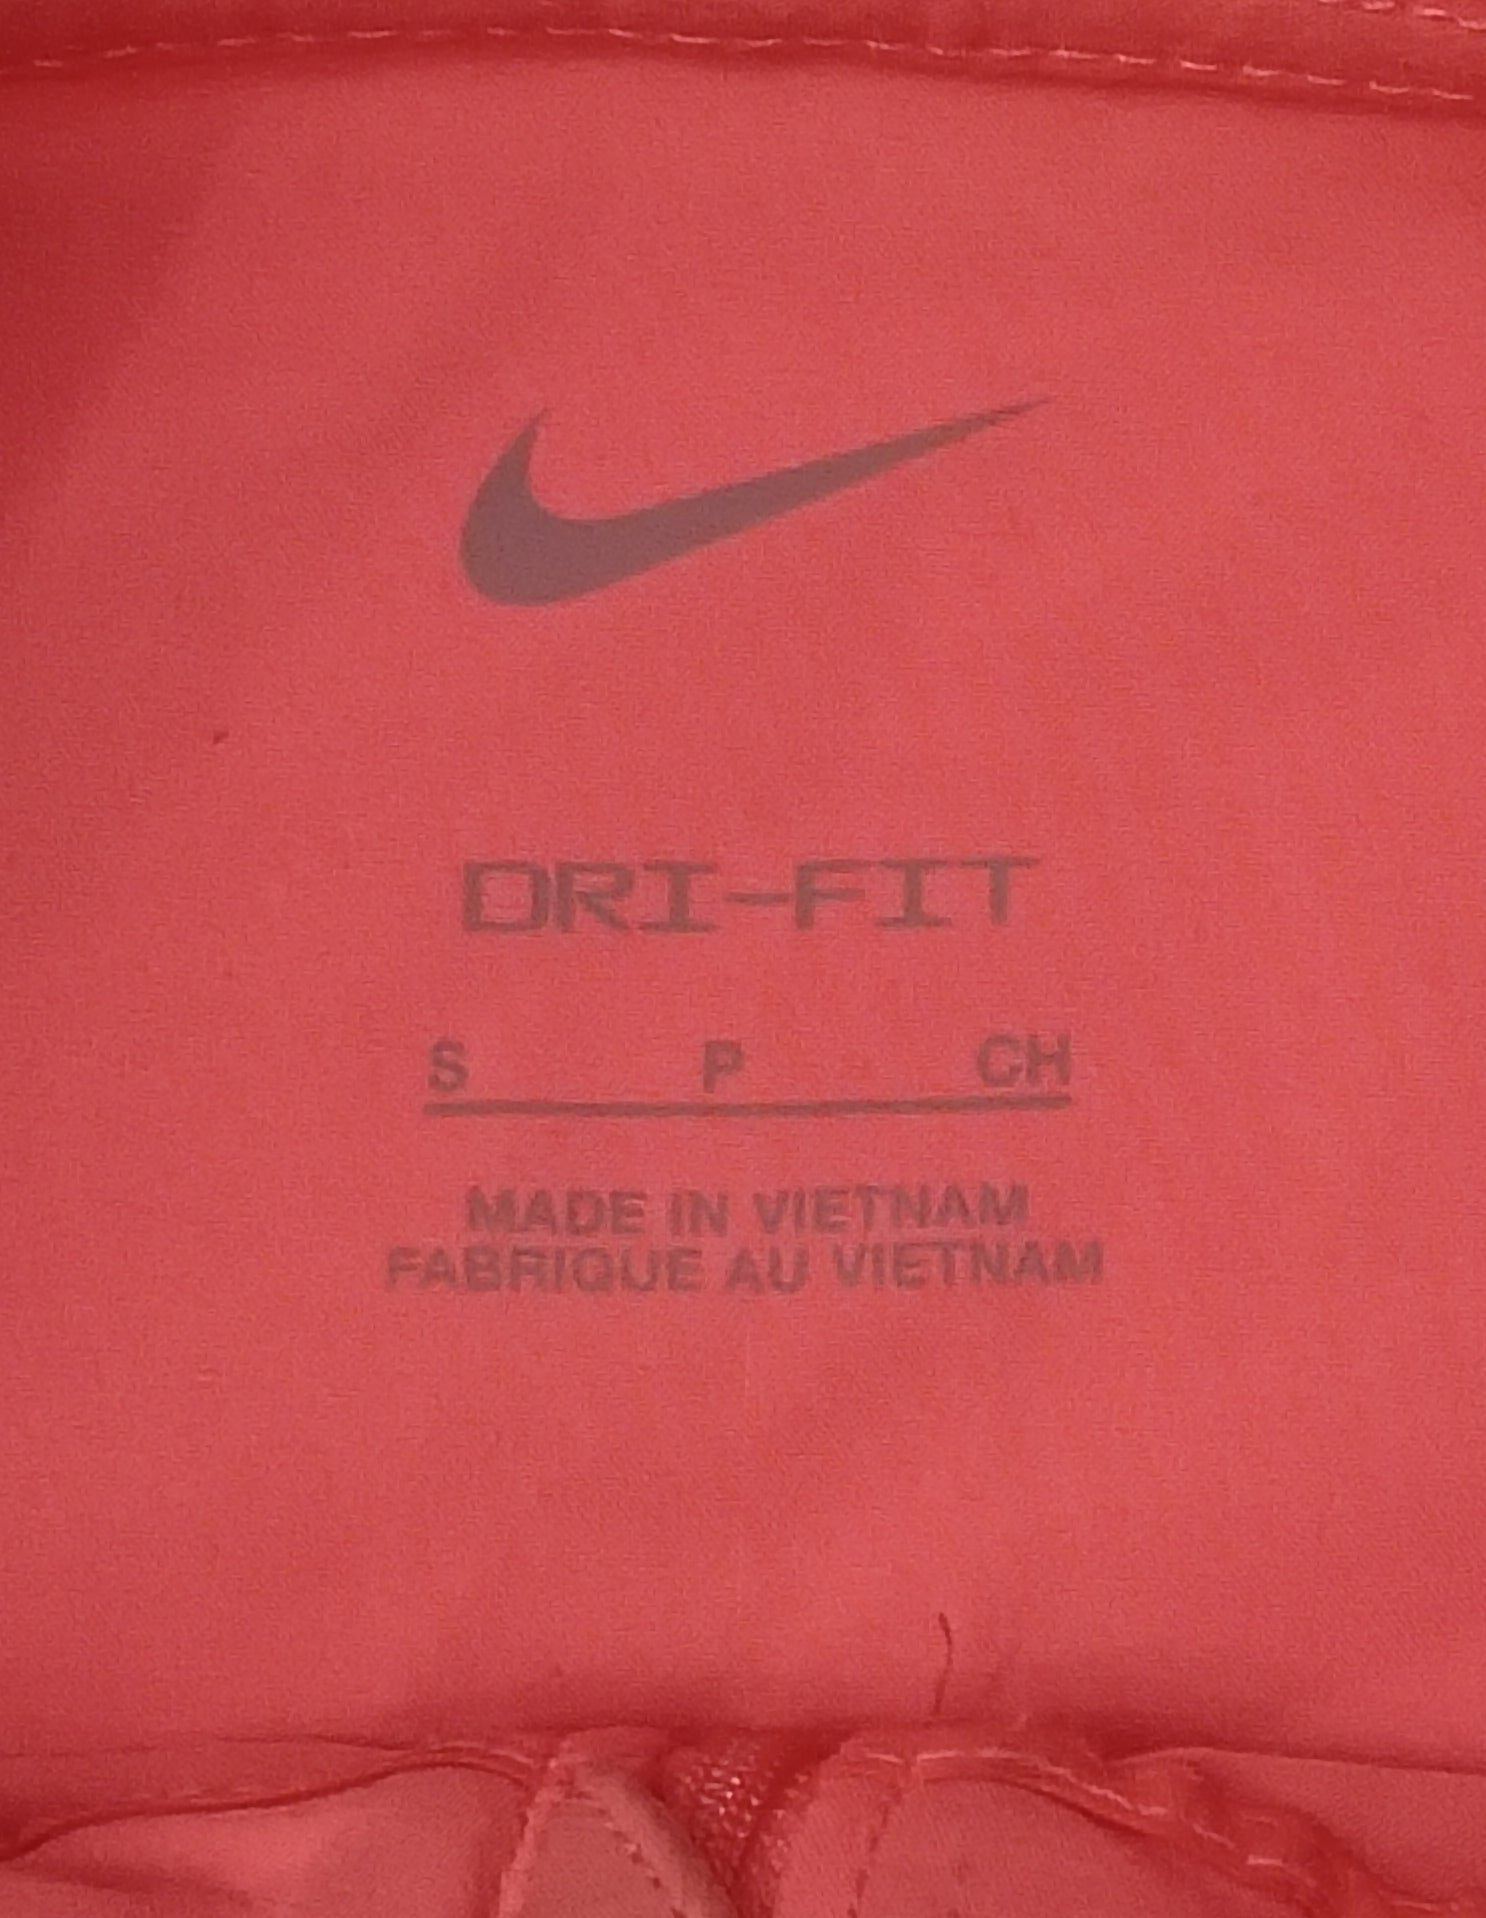 DRI-FIT
S P CH
MADE IN VIETNAM
FABRIQUE AU VIETNAM